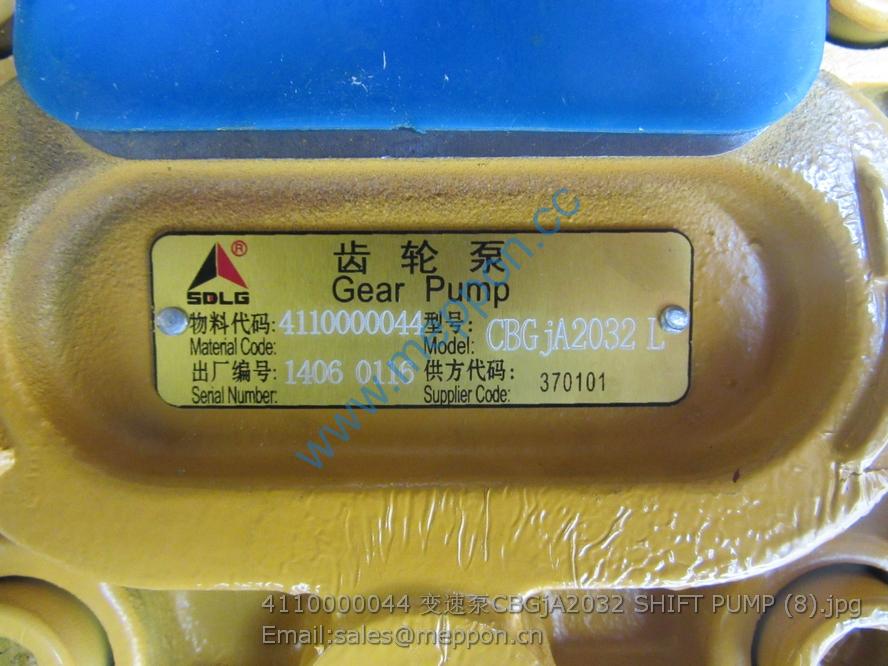 ®
SDLG
齿轮泵
Gear Pump
物料代码: 4110000044 型号: CBGjA2032 L
Material Code: Model:
出厂编号: 1406 0116 供方代码: 370101
Serial Number: Supplier Code:
www.meppon.cc
4110000044 变速泵CBGjA2032 SHIFT PUMP (8).jpg
Email:sales@meppon.cn